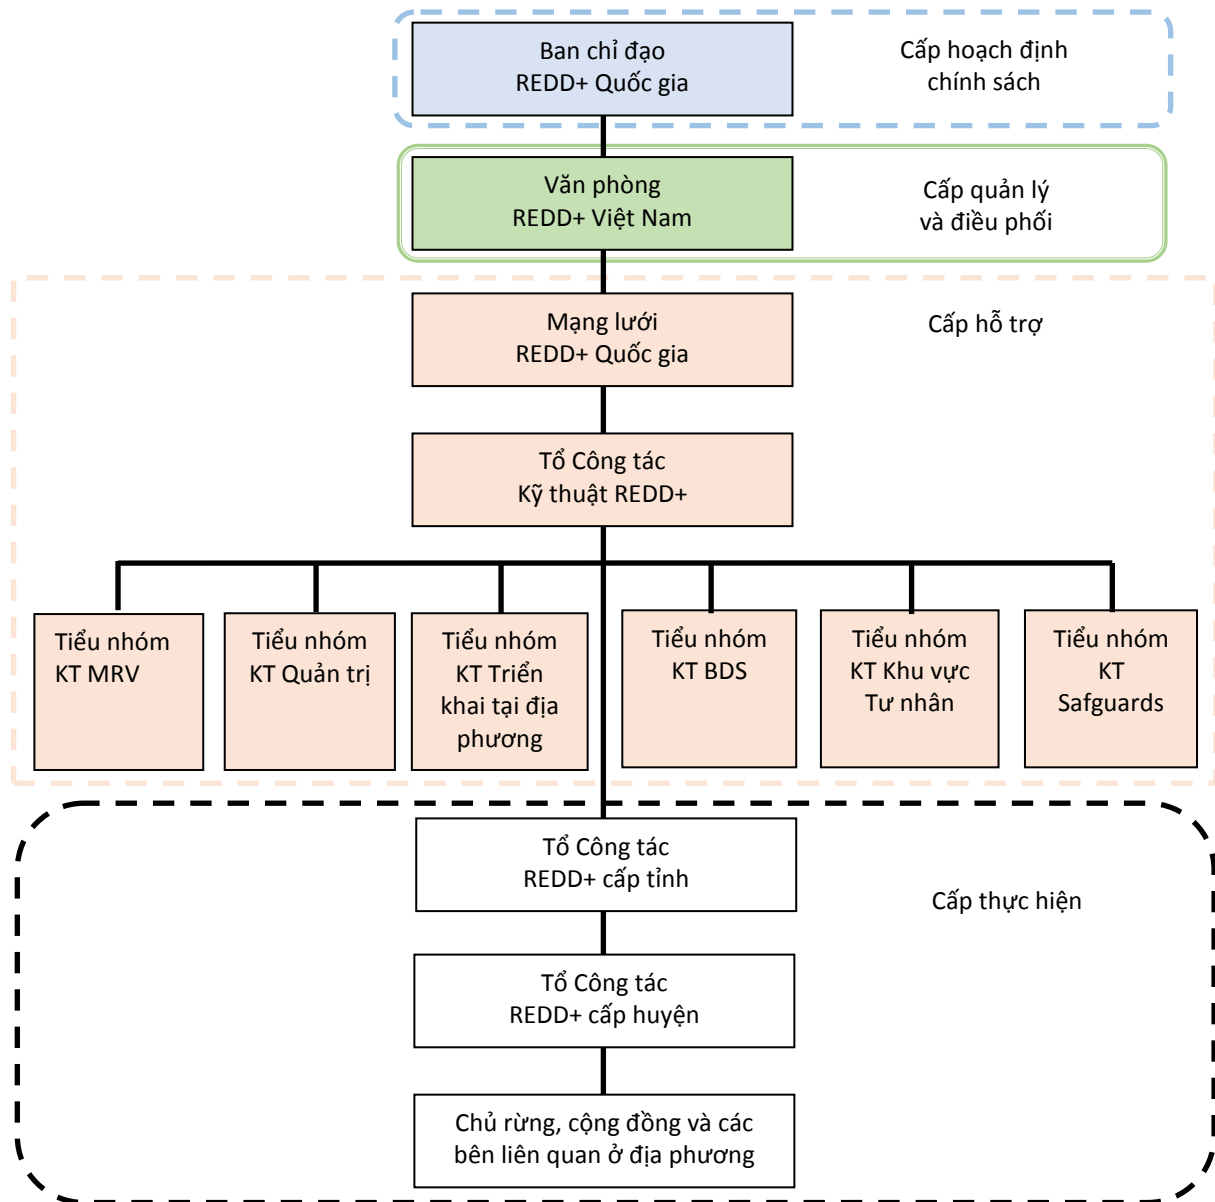 Ban chỉ đạo
REDD+ Quốc gia
Cấp hoạch định
chính sách
Văn phòng
REDD+ Việt Nam
Cấp quản lý
và điều phối
Mạng lưới
REDD+ Quốc gia
Cấp hỗ trợ
Tổ Công tác
Kỹ thuật REDD+
Tiểu nhóm
KT MRV
Tiểu nhóm
KT Quản trị
Tiểu nhóm
KT Triển
khai tại địa
phương
Tiểu nhóm
KT BDS
Tiểu nhóm
KT Khu vực
Tư nhân
Tiểu nhóm
KT
Safguards
Tổ Công tác
REDD+ cấp tỉnh
Cấp thực hiện
Tổ Công tác
REDD+ cấp huyện
Chủ rừng, cộng đồng và các
bên liên quan ở địa phương